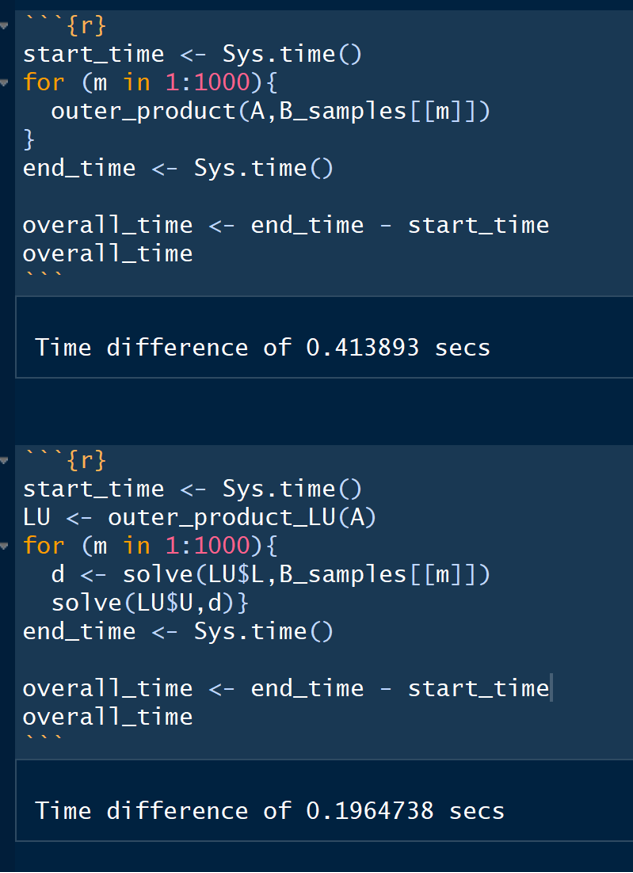 ```{r}
start_time <- Sys.time()
for (m in 1:1000){
  outer_product(A,B_samples[[m]])
}
end_time <- Sys.time()

overall_time <- end_time - start_time
overall_time
```
Time difference of 0.413893 secs
```{r}
start_time <- Sys.time()
LU <- outer_product_LU(A)
for (m in 1:1000){
  d <- solve(LU$L,B_samples[[m]])
  solve(LU$U,d)}
end_time <- Sys.time()

overall_time <- end_time - start_time
overall_time
```
Time difference of 0.1964738 secs